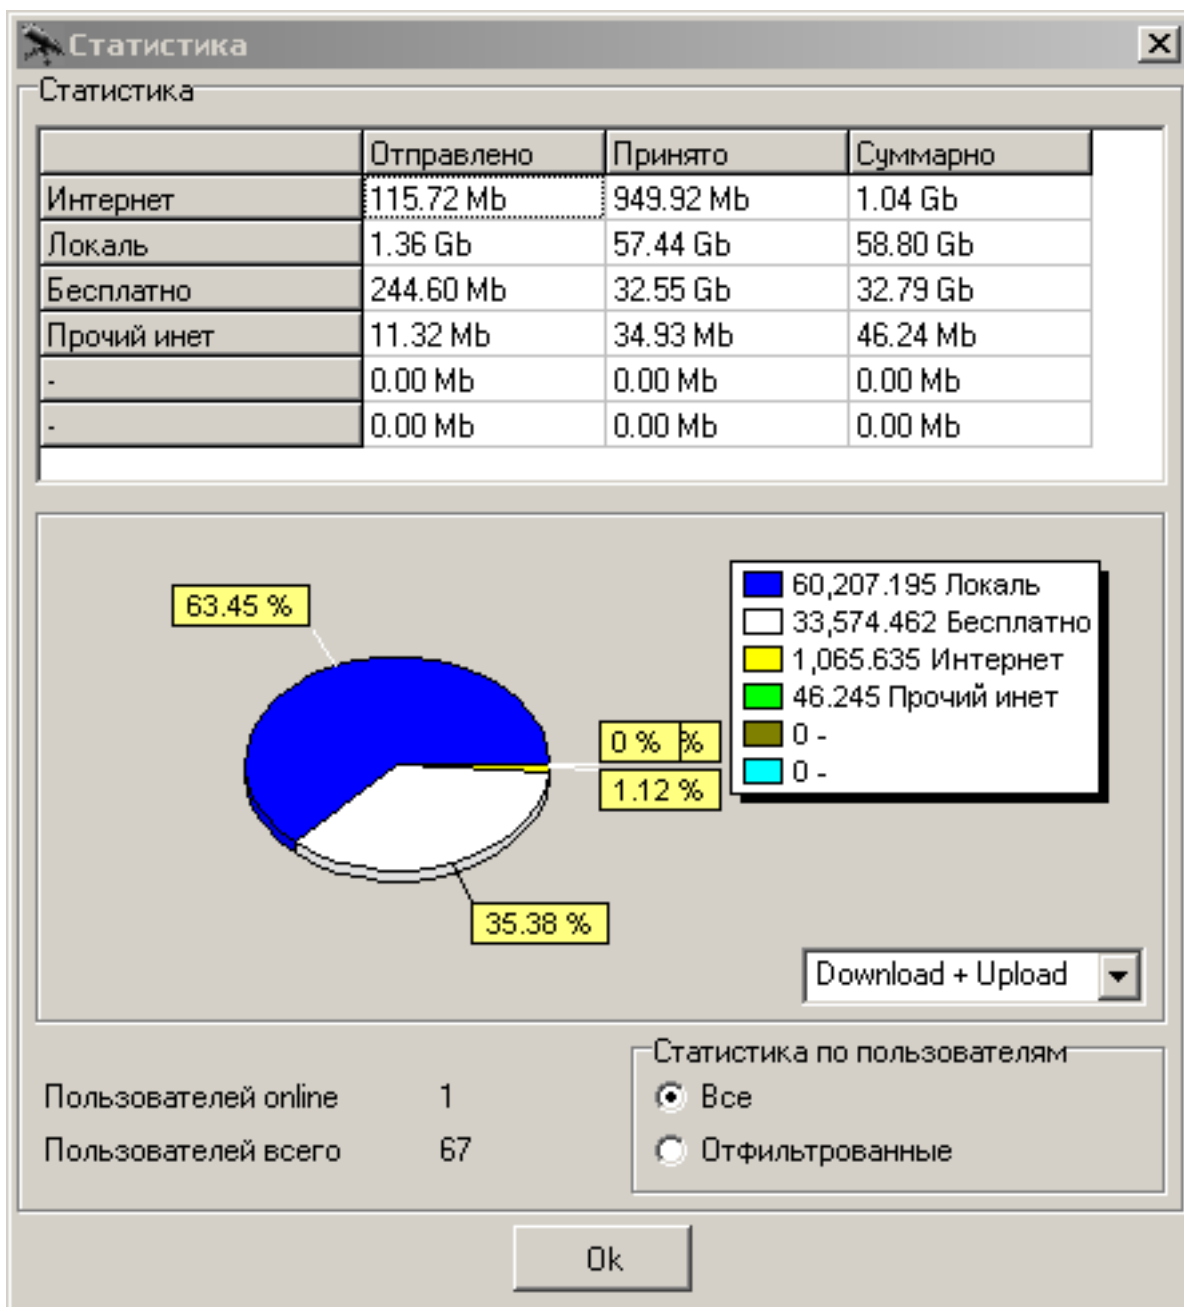 Статистика
Статистика
Отправлено Принято Суммарно
Интернет 115.72 Mb 949.92 Mb 1.04 Gb
Локаль 1.36 Gb 57.44 Gb 58.80 Gb
Бесплатно 244.60 Mb 32.55 Gb 32.79 Gb
Прочий инет 11.32 Mb 34.93 Mb 46.24 Mb
- 0.00 Mb 0.00 Mb 0.00 Mb
- 0.00 Mb 0.00 Mb 0.00 Mb
63.45 %
0 % %
1.12 %
35.38 %
60,207.195 Локаль
33,574.462 Бесплатно
1,065.635 Интернет
46.245 Прочий инет
0 -
0 -
Download + Upload
Пользователей online 1
Пользователей всего 67
Статистика по пользователям
Все
Отфильтрованные
Ok